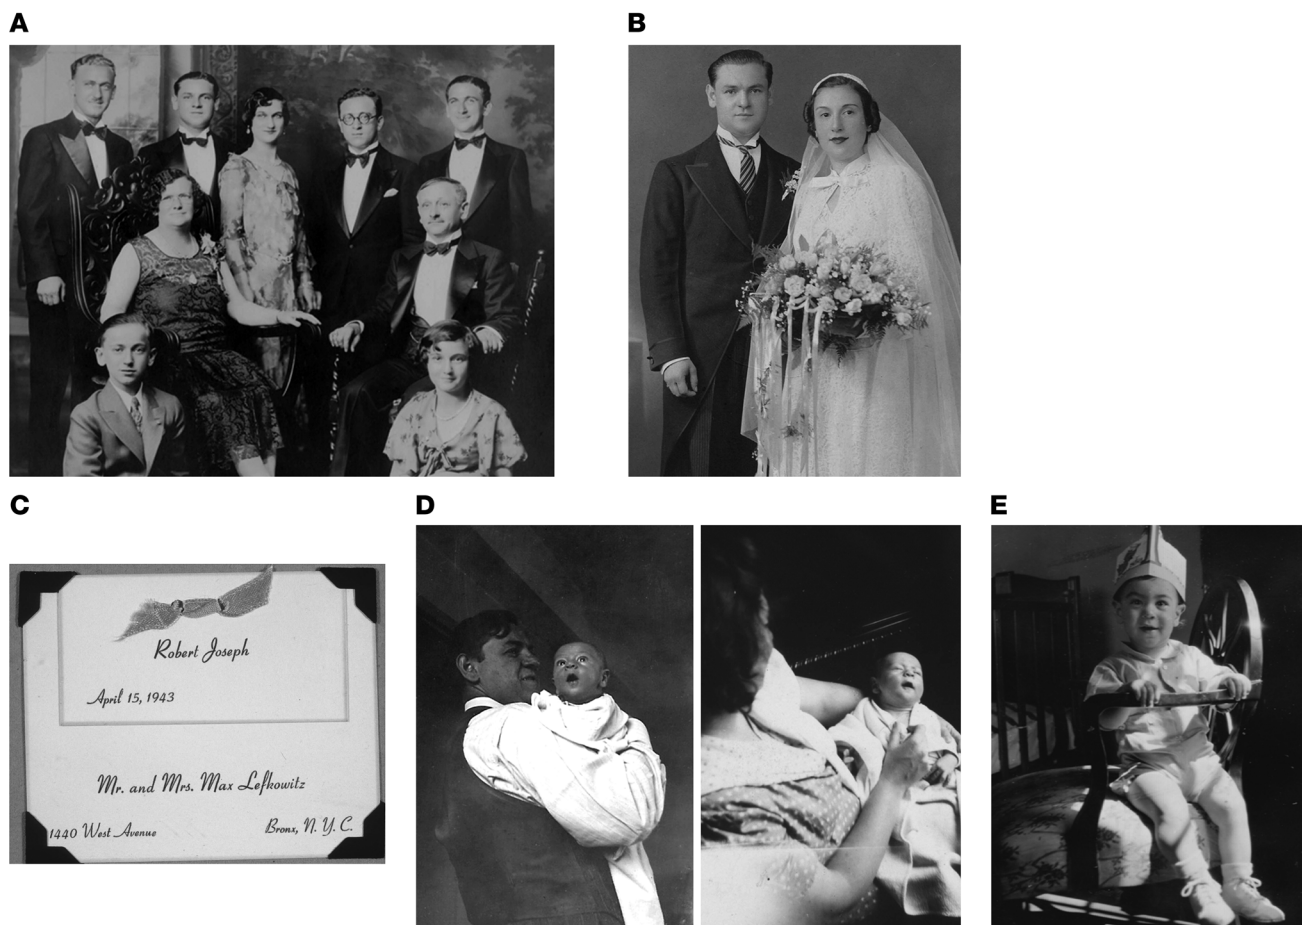 A
B
C
Robert Joseph
April 15, 1943
Mr. and Mrs. Max Lefkowitz
1440 West Avenue
Bronx, N. Y. C.
D
E